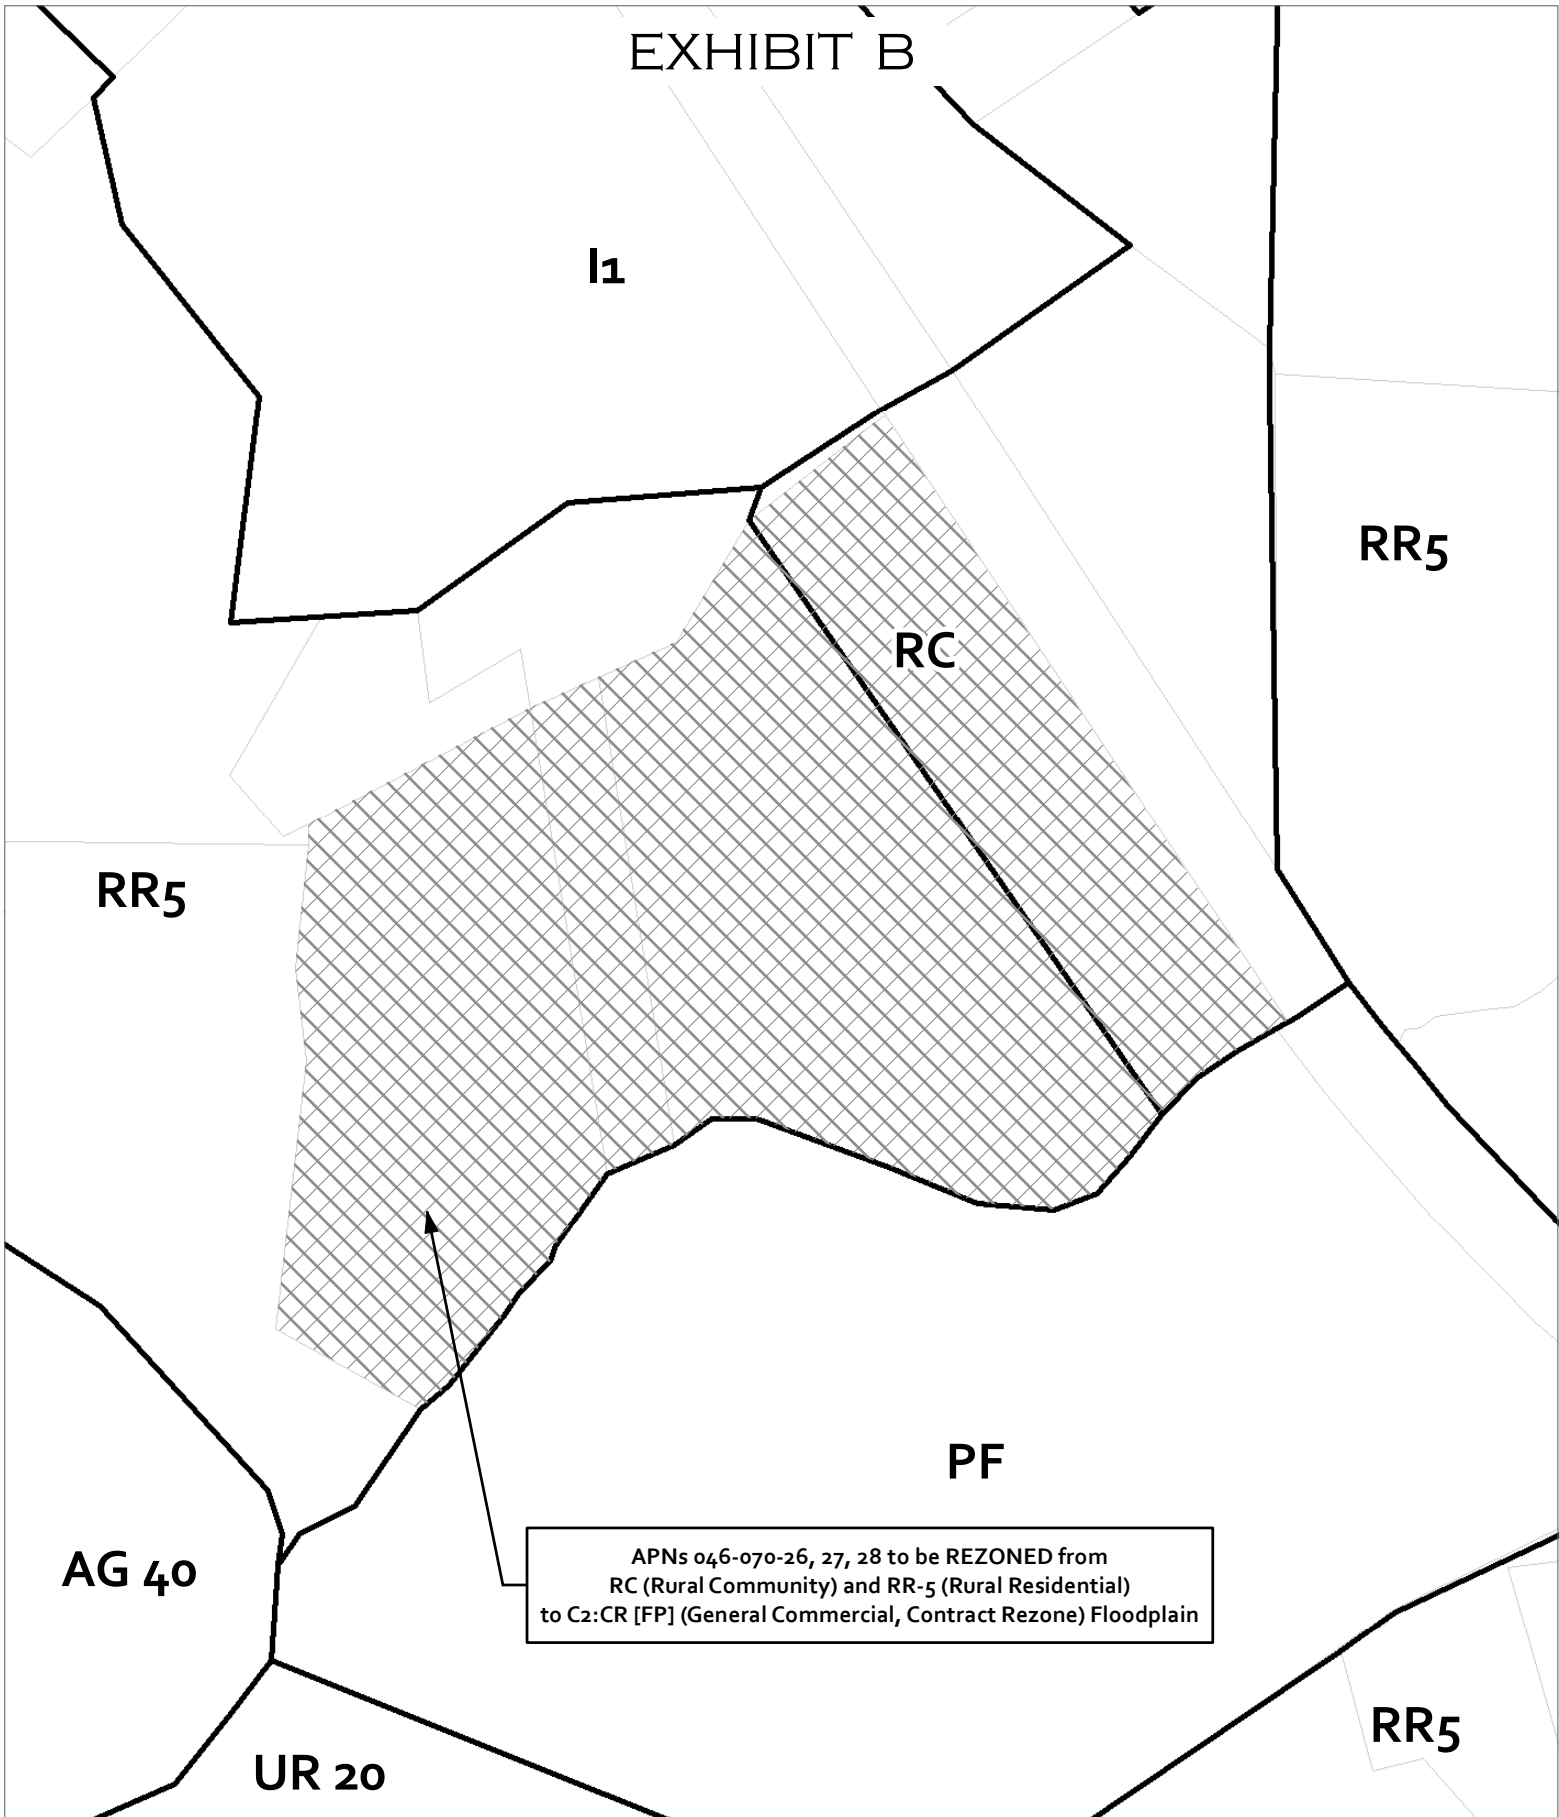 EXHIBIT B
I1
RR5
RC
RR5
PF
AG 40
APNs 046-070-26, 27, 28 to be REZONED from
RC (Rural Community) and RR-5 (Rural Residential)
to C2:CR [FP] (General Commercial, Contract Rezone) Floodplain
RR5
UR 20